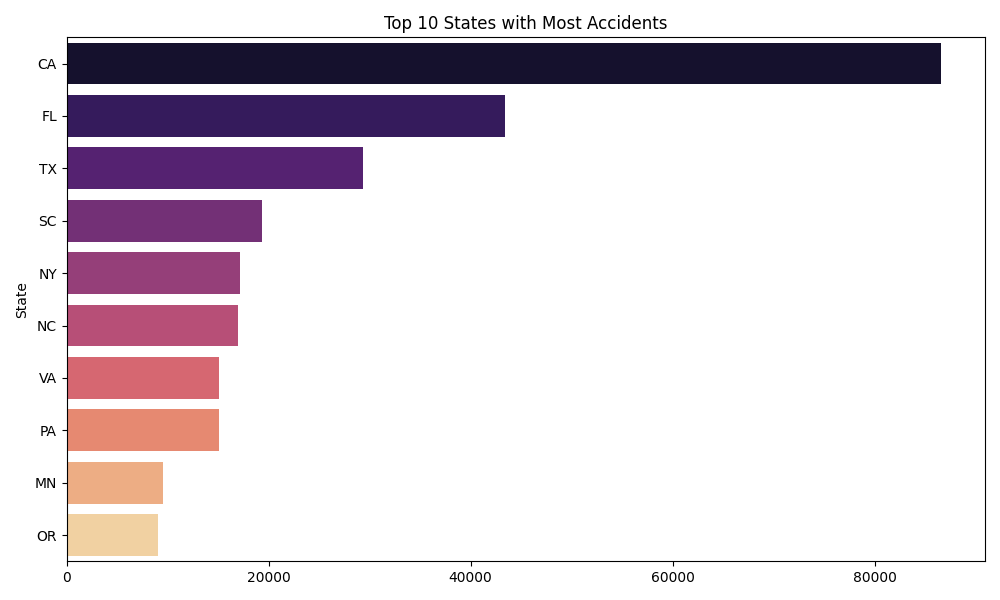 Top 10 States with Most Accidents
CA
FL
TX
SC
NY
NC
VA
PA
MN
OR
State
0 20000 40000 60000 80000